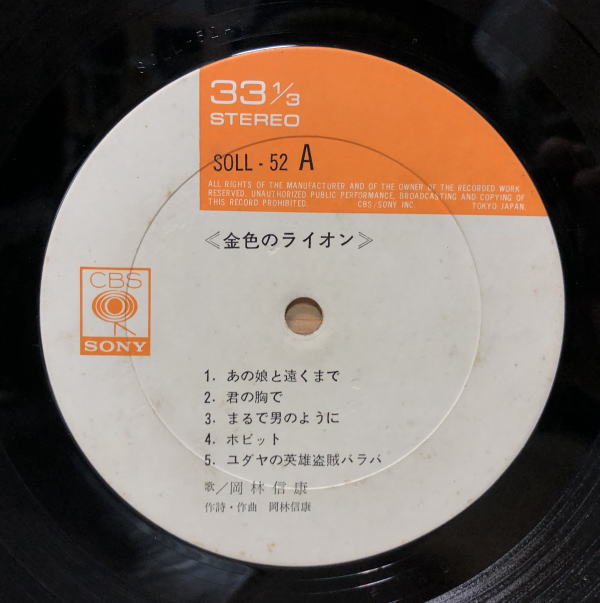 SOLL-52A
33 1/3
STEREO
SOLL - 52 A
ALL RIGHTS OF THE MANUFACTURER AND OF THE OWNER OF THE RECORDED WORK
RESERVED. UNAUTHORIZED PUBLIC PERFORMANCE, BROADCASTING AND COPYING OF
THIS RECORD PROHIBITED. CBS/SONY INC. TOKYO JAPAN.
≪金色のライオン≫
CBS
SONY
1. あの娘と遠くまで
2. 君の胸で
3. まるで男のように
4. ホビット
5. ユダヤの英雄盗賊バラバ
歌／岡林信康
作詩・作曲 岡林信康